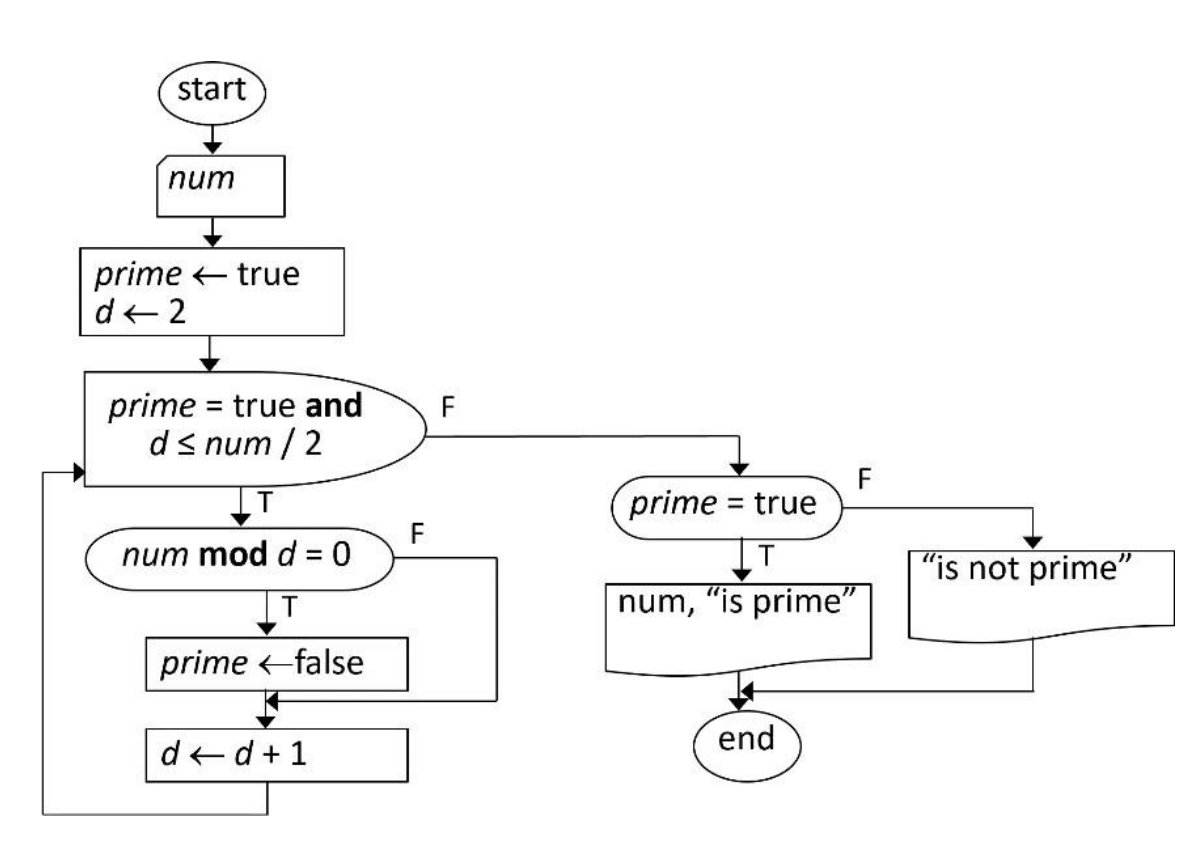 start
num
prime ← true
d ← 2
prime = true and
d ≤ num / 2
F
T
num mod d = 0
F
T
prime ←false
d ← d + 1
prime = true
F
T
num, “is prime”
“is not prime”
end